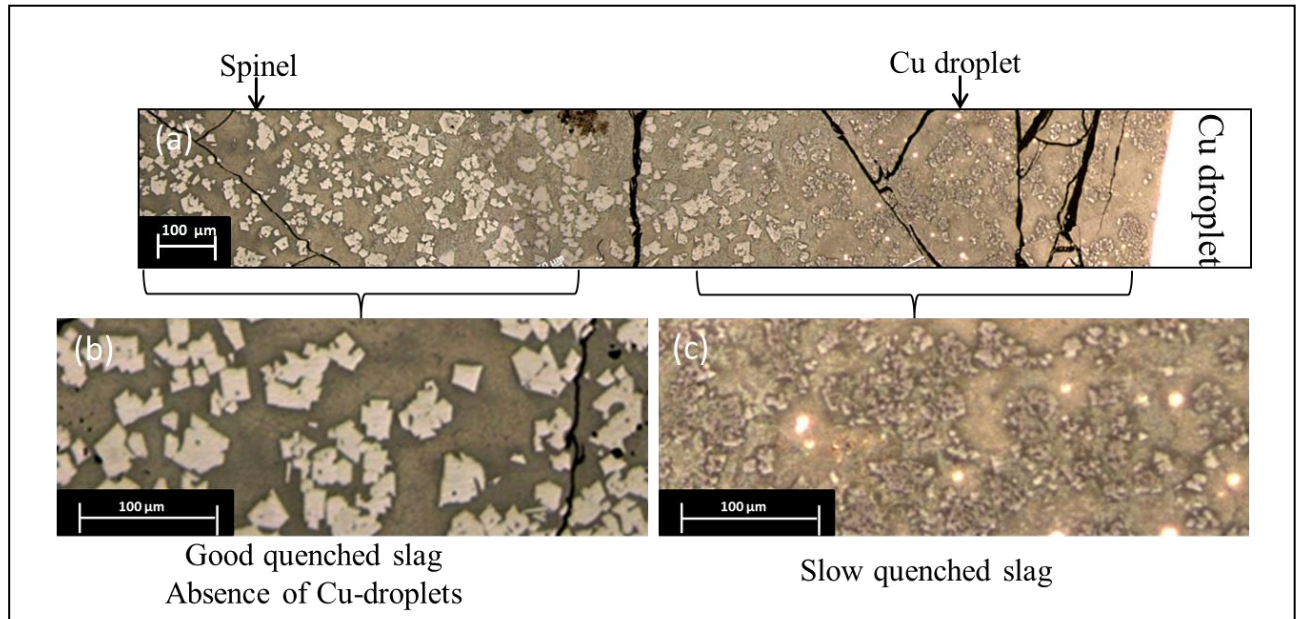 Spinel
Cu droplet
(a)
Cu droplet
100 µm
(b)
(c)
100 µm
100 µm
Good quenched slag
Absence of Cu-droplets
Slow quenched slag